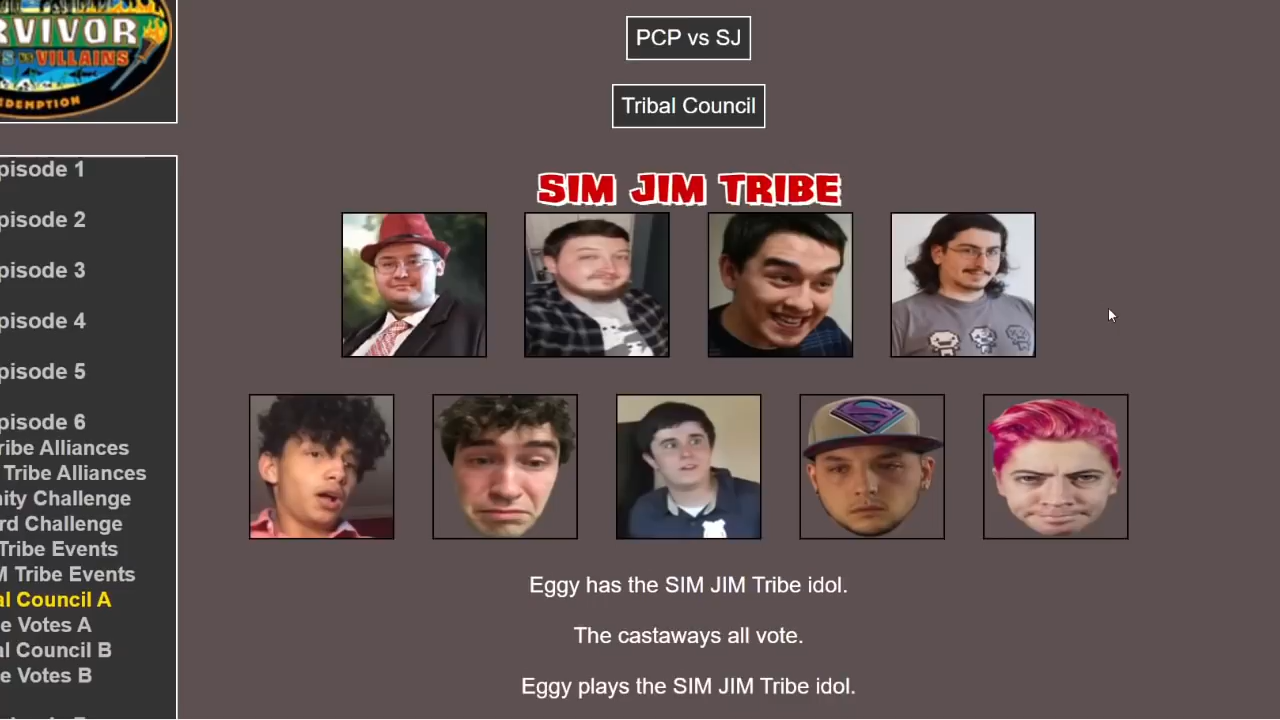 PCP vs SJ
Tribal Council
RVIVOR
VILLAINS
EDEMPTION
pisode 1
pisode 2
pisode 3
pisode 4
pisode 5
pisode 6
ribe Alliances
Tribe Alliances
nity Challenge
rd Challenge
Tribe Events
M Tribe Events
al Council A
e Votes A
al Council B
e Votes B
SIM JIM TRIBE
Eggy has the SIM JIM Tribe idol.
The castaways all vote.
Eggy plays the SIM JIM Tribe idol.